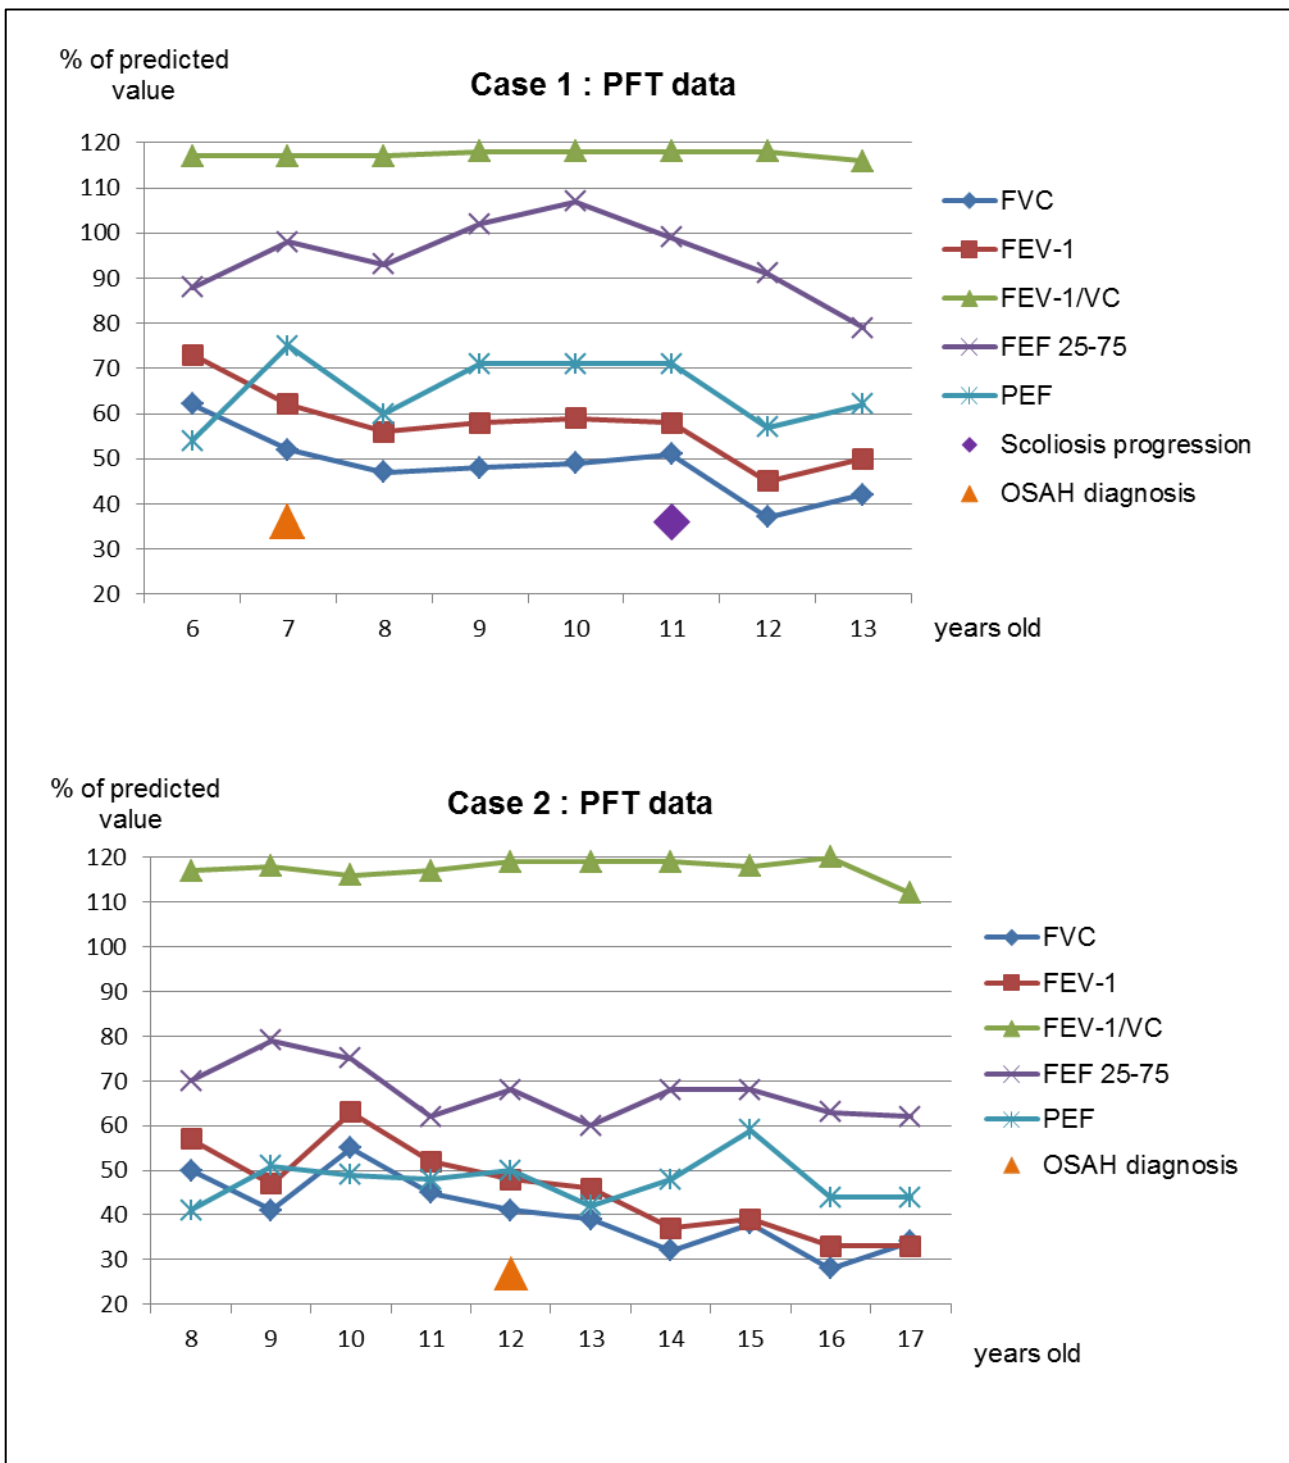 % of predicted
value
Case 1 : PFT data
120
110
100
90
80
70
60
50
40
30
20
6 7 8 9 10 11 12 13
years old
FVC
FEV-1
FEV-1/VC
FEF 25-75
PEF
Scoliosis progression
OSAH diagnosis
% of predicted
value
Case 2 : PFT data
120
110
100
90
80
70
60
50
40
30
20
8 9 10 11 12 13 14 15 16 17
years old
FVC
FEV-1
FEV-1/VC
FEF 25-75
PEF
OSAH diagnosis